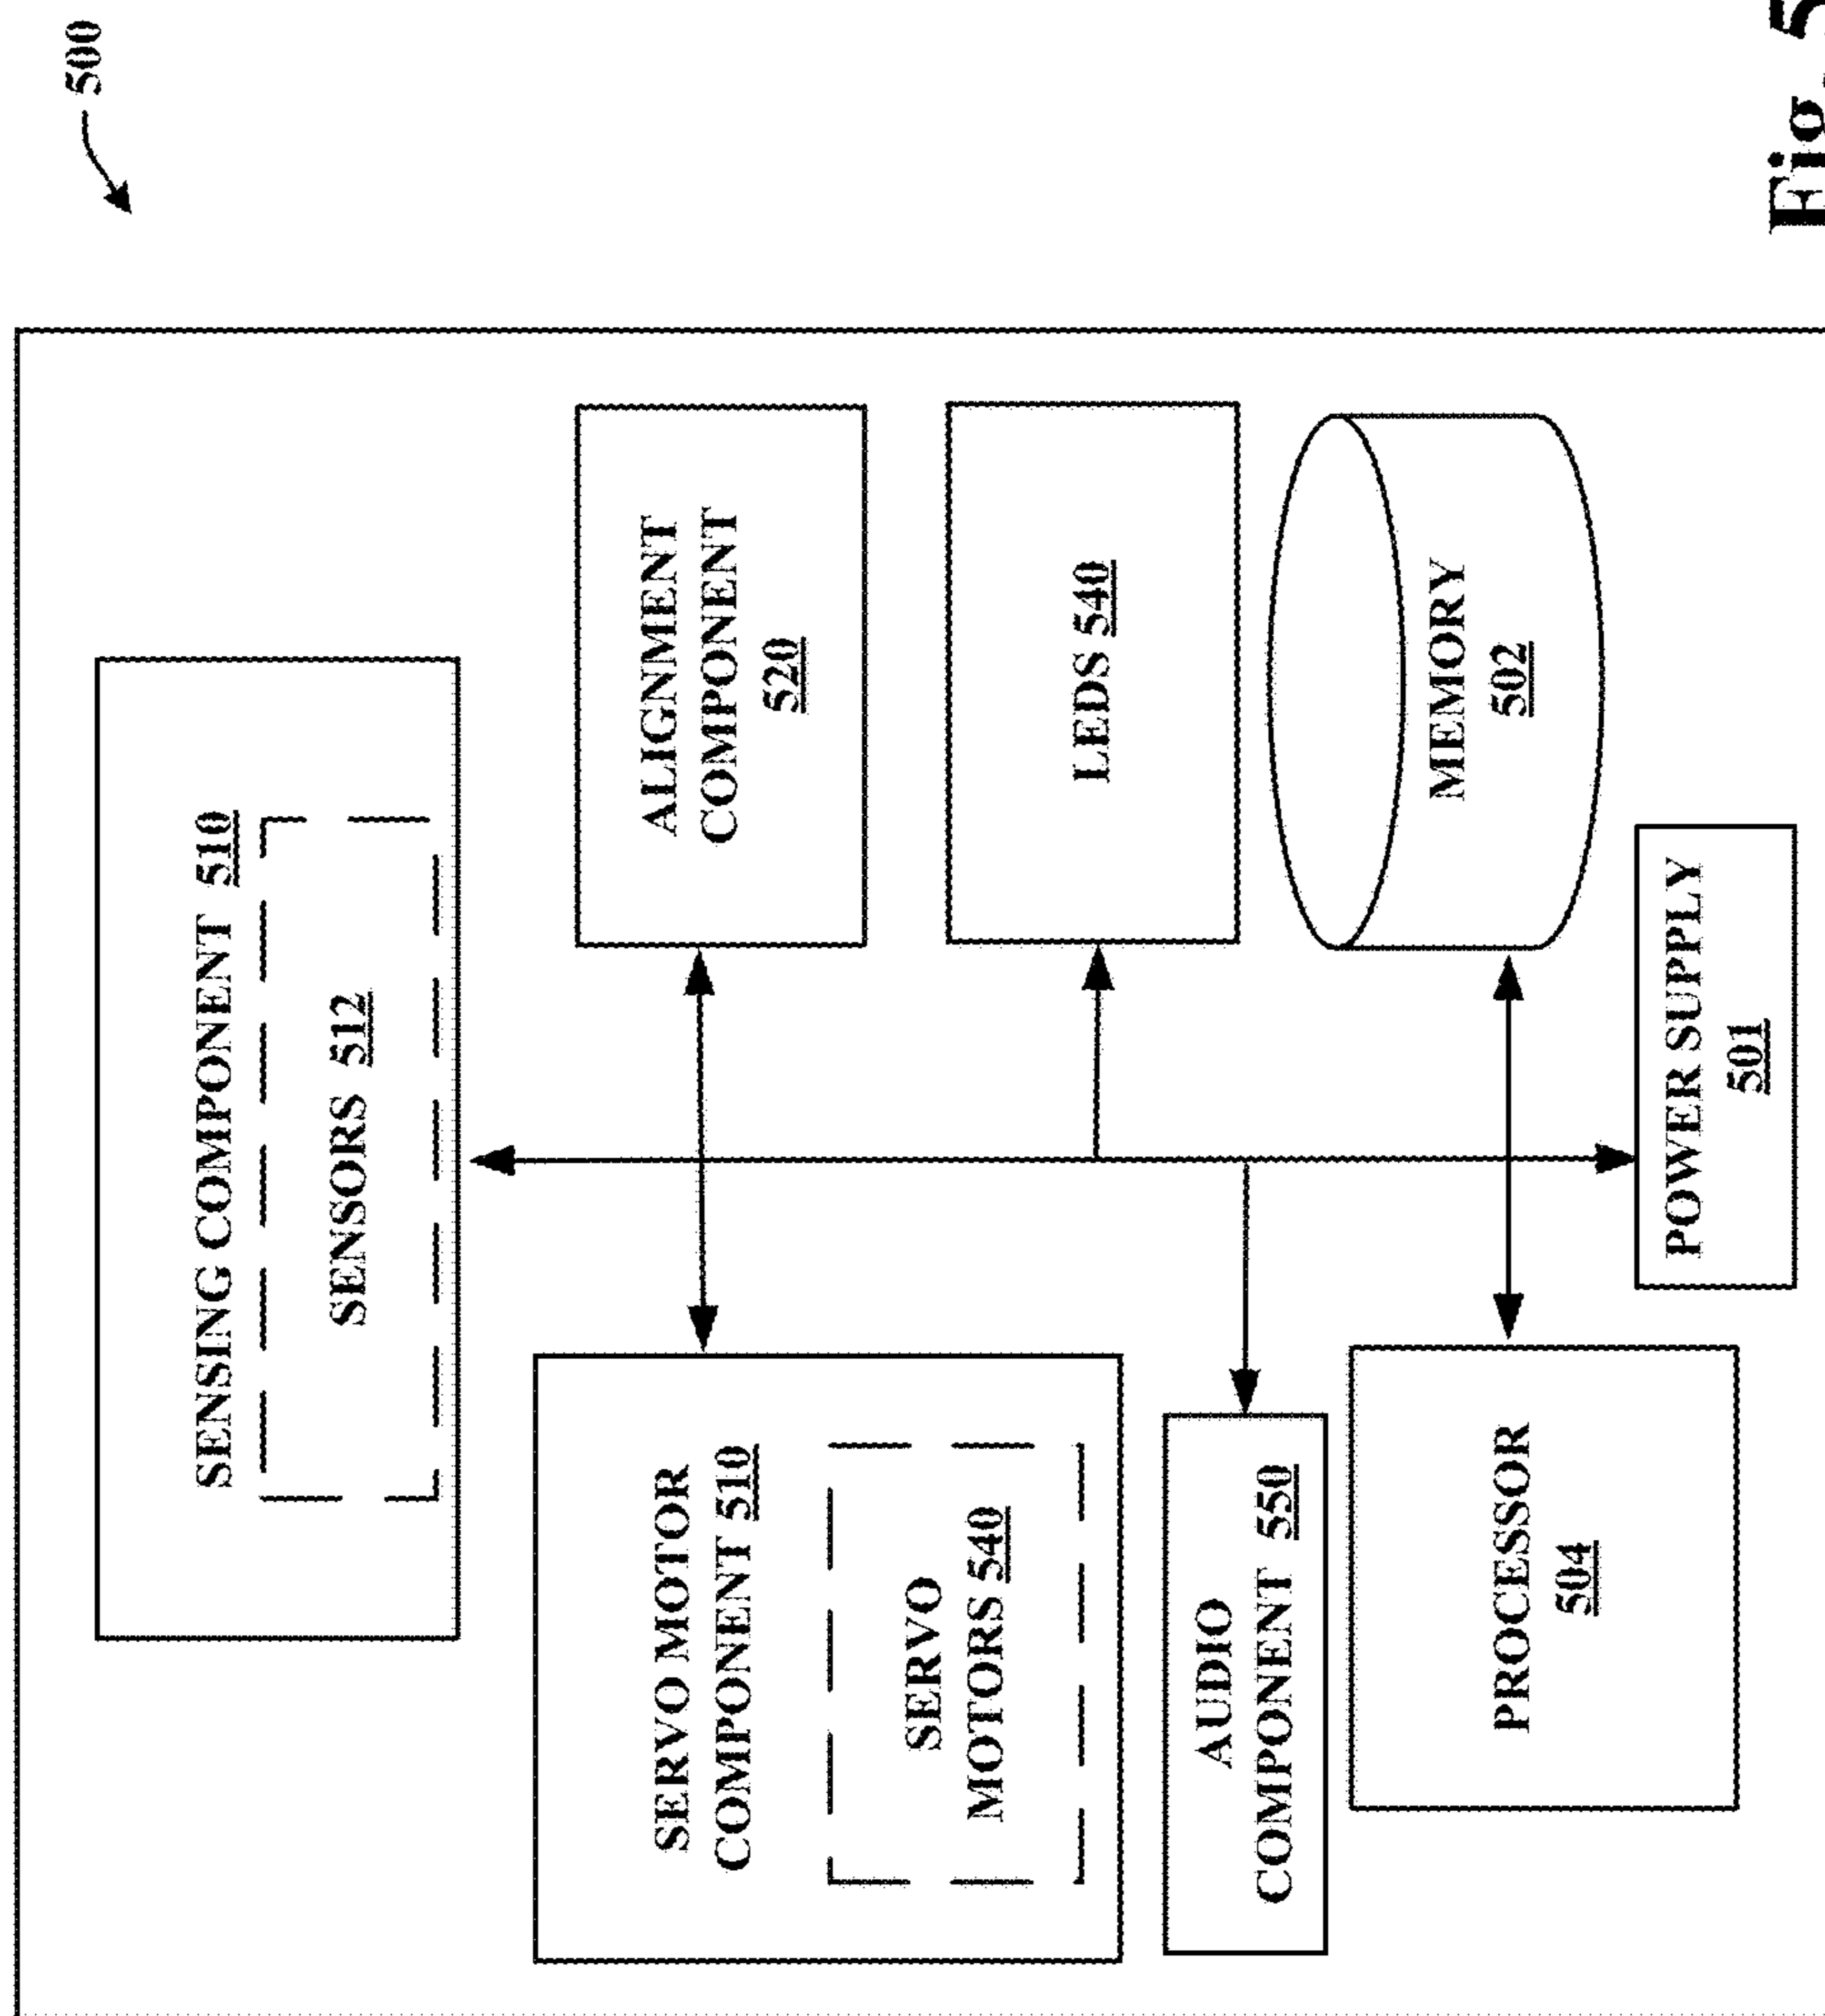 500
SENSING COMPONENT 510
SENSORS 512
SERVO MOTOR
COMPONENT 510
SERVO
MOTORS 540
ALIGNMENT
COMPONENT
520
AUDIO
COMPONENT 550
LEDS 540
PROCESSOR
504
MEMORY
502
POWER SUPPLY
501
Fig. 5